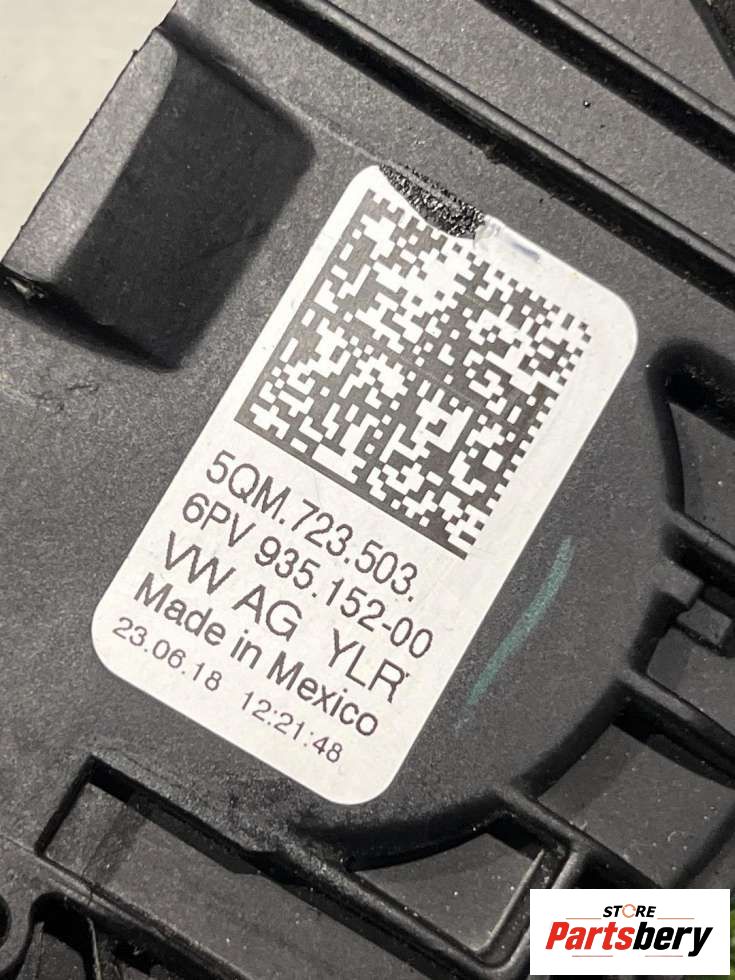 5QM.723.503.
6PV 935.152-00
VW AG YLR
Made in Mexico
23.06.18 12:21:48
STORE
Partsbery